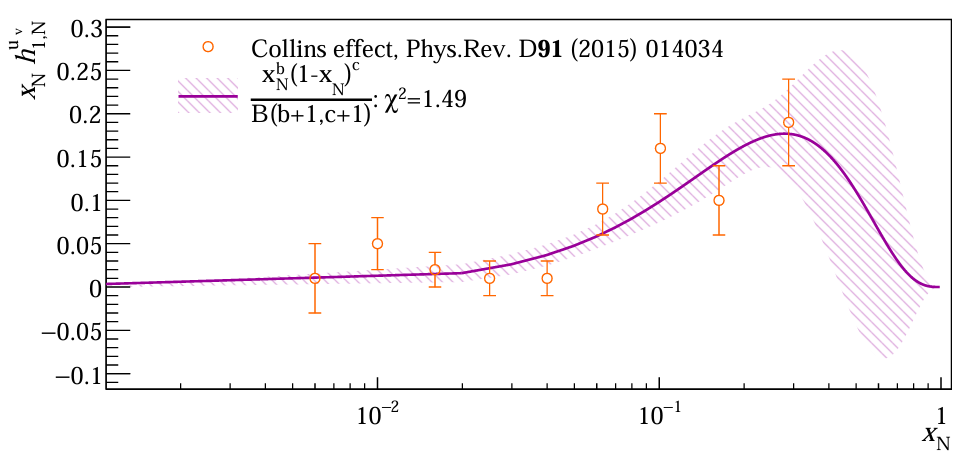 x_N h_{1,N}^{u_v}
0.3
0.25
0.2
0.15
0.1
0.05
0
−0.05
−0.1
Collins effect, Phys.Rev. D91 (2015) 014034
x_N^b(1-x_N)^c
B(b+1,c+1) : χ²=1.49
10⁻²
10⁻¹
1
x_N